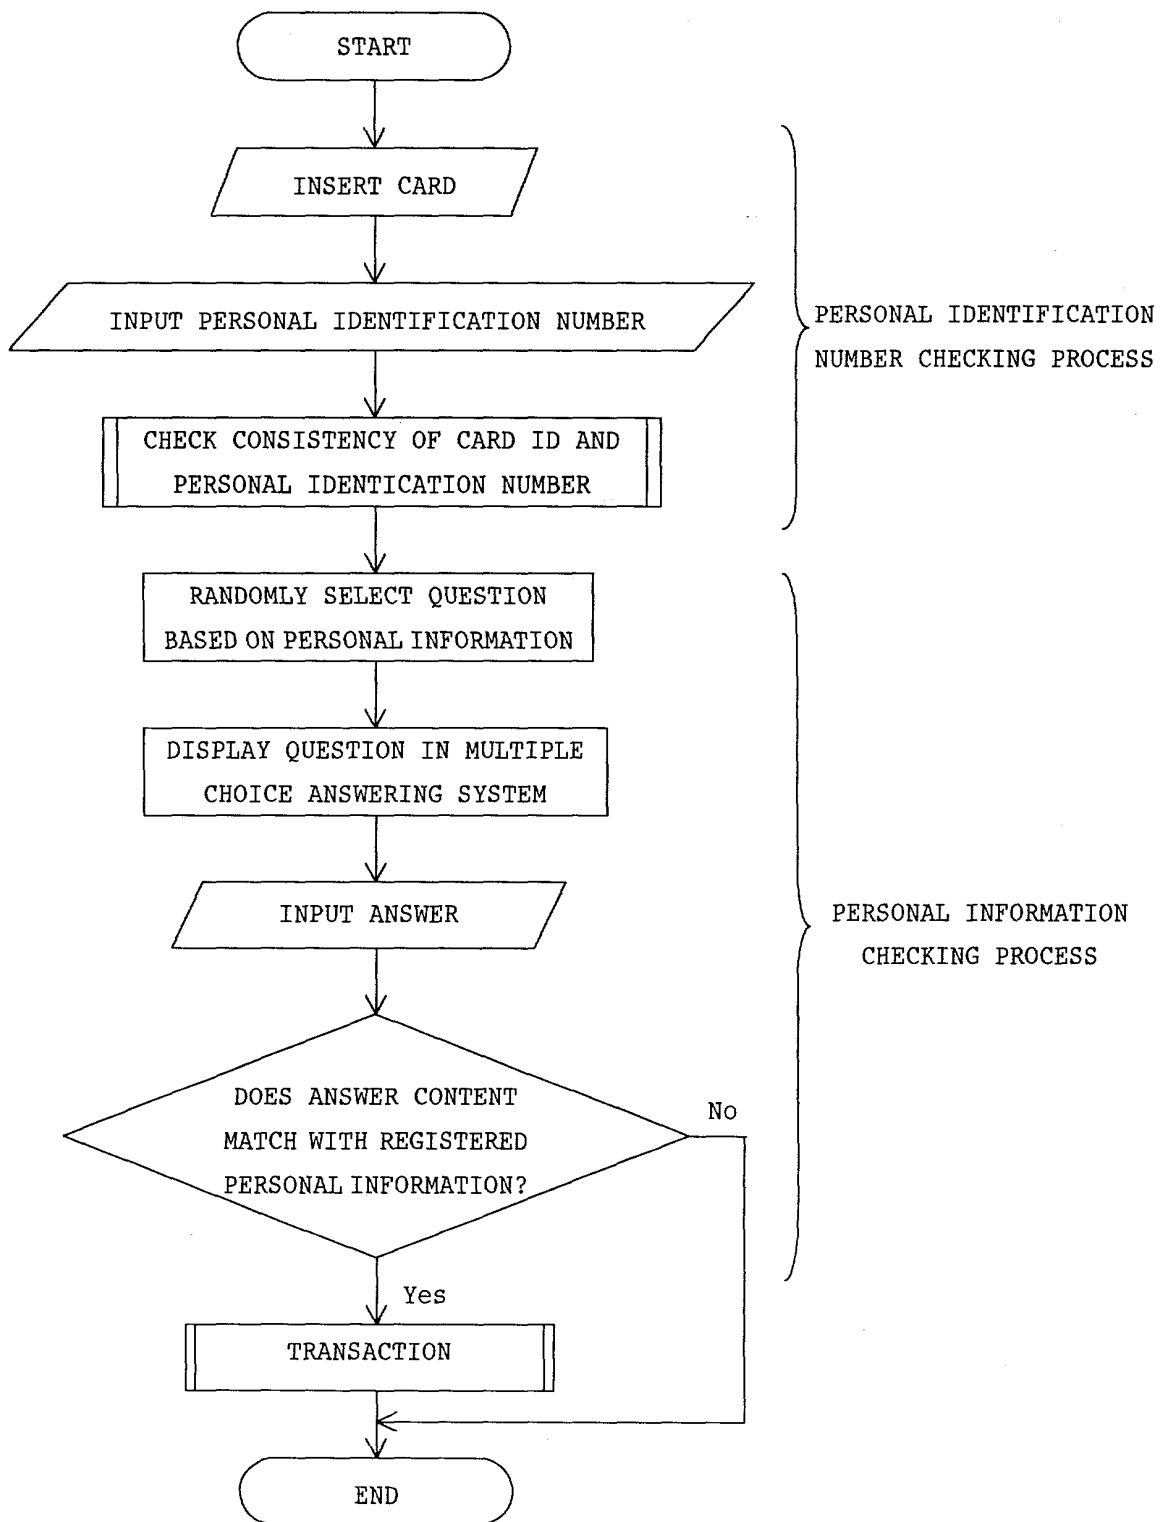 START
INSERT CARD
INPUT PERSONAL IDENTIFICATION NUMBER
PERSONAL IDENTIFICATION
NUMBER CHECKING PROCESS
CHECK CONSISTENCY OF CARD ID AND
PERSONAL IDENTICATION NUMBER
RANDOMLY SELECT QUESTION
BASED ON PERSONAL INFORMATION
DISPLAY QUESTION IN MULTIPLE
CHOICE ANSWERING SYSTEM
INPUT ANSWER
PERSONAL INFORMATION
CHECKING PROCESS
DOES ANSWER CONTENT
MATCH WITH REGISTERED
PERSONAL INFORMATION?
No
Yes
TRANSACTION
END